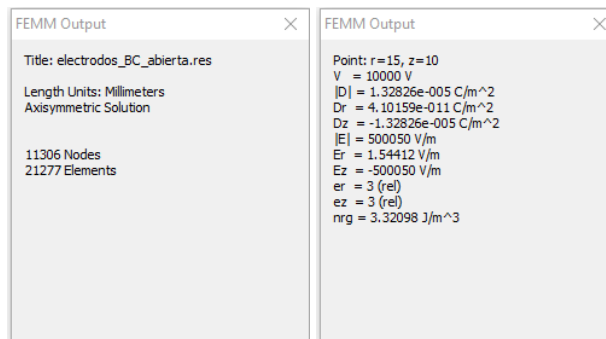 FEMM Output
Title: electrodos_BC_abierta.res
Length Units: Millimeters
Axisymmetric Solution
11306 Nodes
21277 Elements
FEMM Output
Point: r=15, z=10
V = 10000 V
|D| = 1.32826e-005 C/m^2
Dr = 4.10159e-011 C/m^2
Dz = -1.32826e-005 C/m^2
|E| = 500050 V/m
Er = 1.54412 V/m
Ez = -500050 V/m
er = 3 (rel)
ez = 3 (rel)
nrg = 3.32098 J/m^3